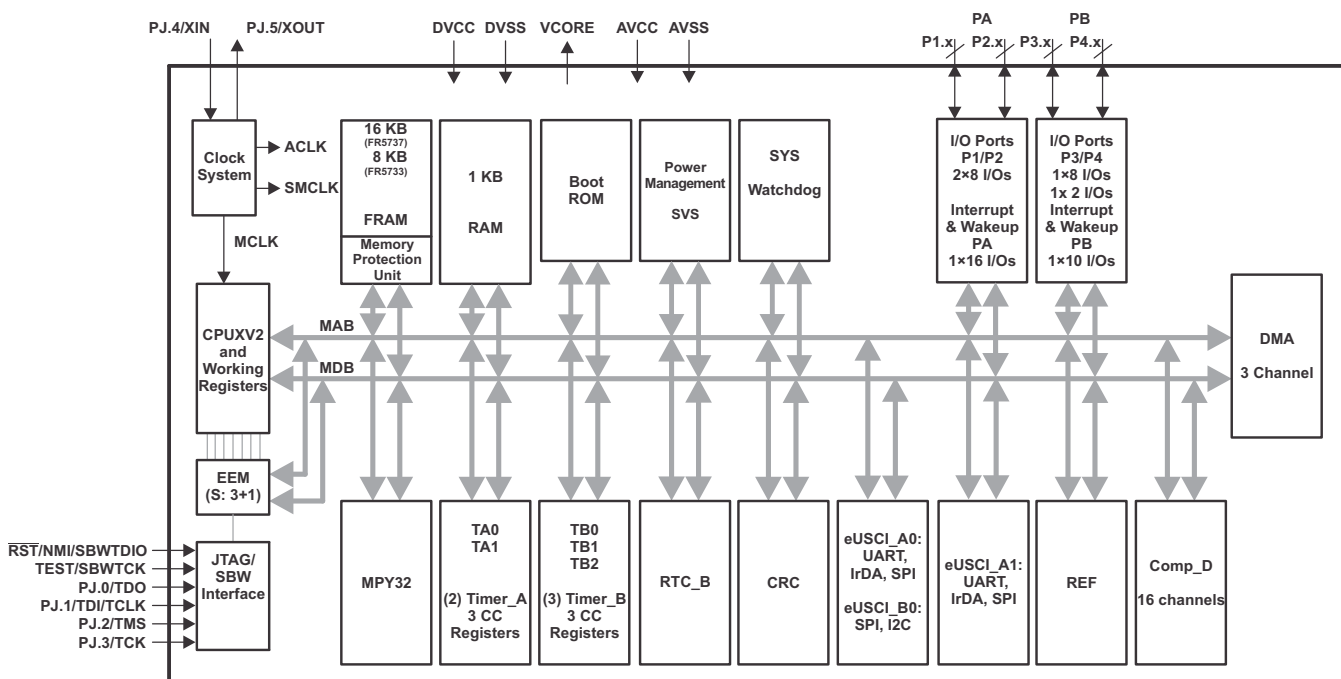 PJ.4/XIN
PJ.5/XOUT
DVCC
DVSS
VCORE
AVCC
AVSS
PA
PB
P1.x
P2.x
P3.x
P4.x
Clock
System
ACLK
SMCLK
MCLK
16 KB
(FR5737)
8 KB
(FR5733)
FRAM
Memory
Protection
Unit
1 KB
RAM
Boot
ROM
Power
Management
SVS
SYS
Watchdog
I/O Ports
P1/P2
2×8 I/Os
Interrupt
& Wakeup
PA
1×16 I/Os
I/O Ports
P3/P4
1×8 I/Os
1x 2 I/Os
Interrupt
& Wakeup
PB
1×10 I/Os
CPUXV2
and
Working
Registers
MAB
MDB
DMA
3 Channel
EEM
(S: 3+1)
RST/NMI/SBWTDIO
TEST/SBWTCK
PJ.0/TDO
PJ.1/TDI/TCLK
PJ.2/TMS
PJ.3/TCK
JTAG/
SBW
Interface
MPY32
TA0
TA1
(2) Timer_A
3 CC
Registers
TB0
TB1
TB2
(3) Timer_B
3 CC
Registers
RTC_B
CRC
eUSCI_A0:
UART,
IrDA, SPI
eUSCI_B0:
SPI, I2C
eUSCI_A1:
UART,
IrDA, SPI
REF
Comp_D
16 channels